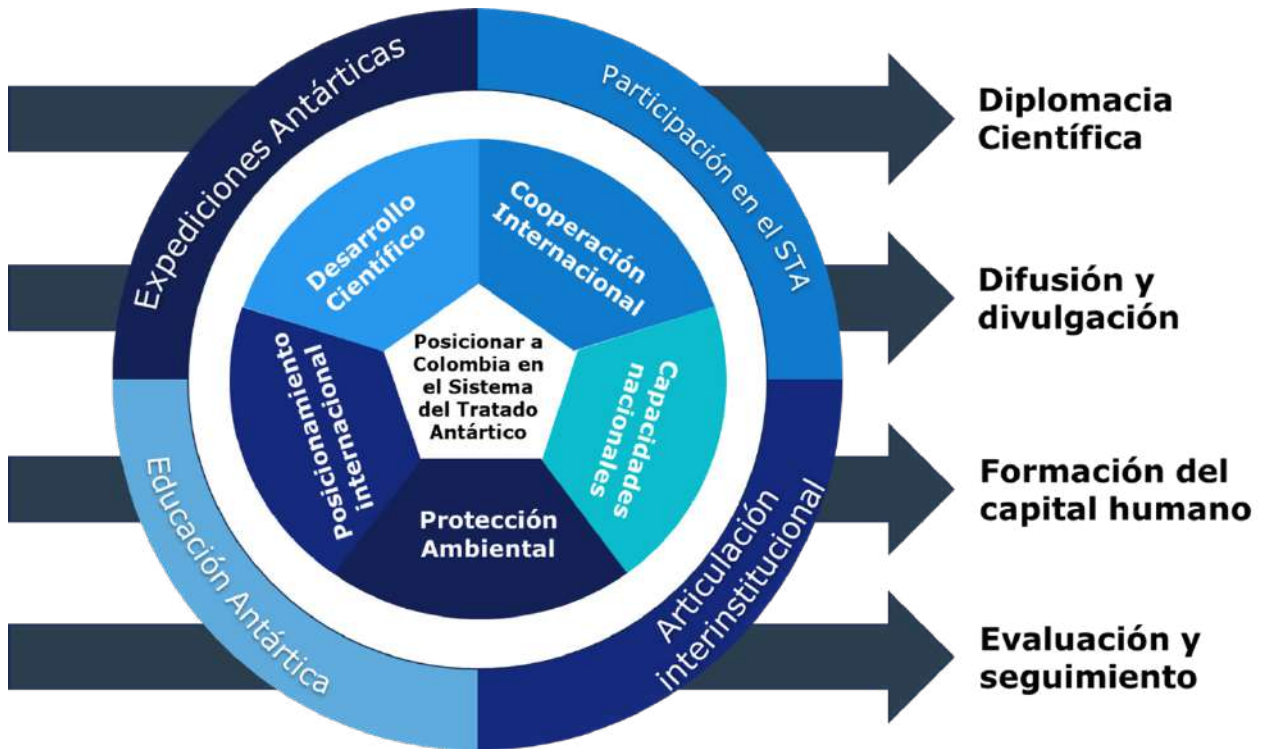 Expediciones Antárticas
Participación en el STA
Desarrollo
Científico
Cooperación
Internacional
Posicionamiento
internacional
Posicionar a
Colombia en
el Sistema
del Tratado
Antártico
Capacidades
nacionales
Protección
Ambiental
Educación Antártica
Articulación
interinstitucional
Diplomacia
Científica
Difusión y
divulgación
Formación del
capital humano
Evaluación y
seguimiento